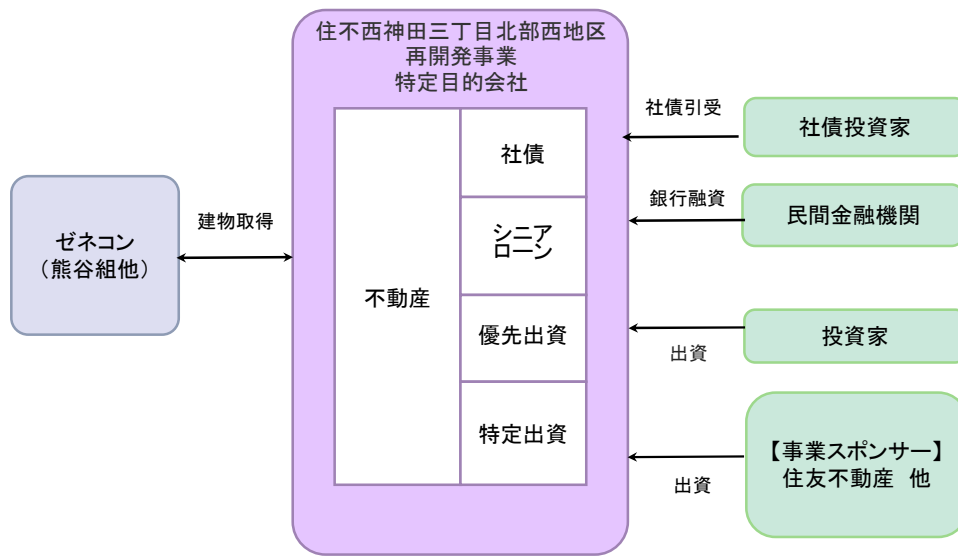 住不西神田三丁目北部西地区
再開発事業
特定目的会社
ゼネコン
（熊谷組他）
建物取得
不動産
社債
シニア
ローン
優先出資
特定出資
社債引受
社債投資家
銀行融資
民間金融機関
出資
投資家
出資
【事業スポンサー】
住友不動産 他